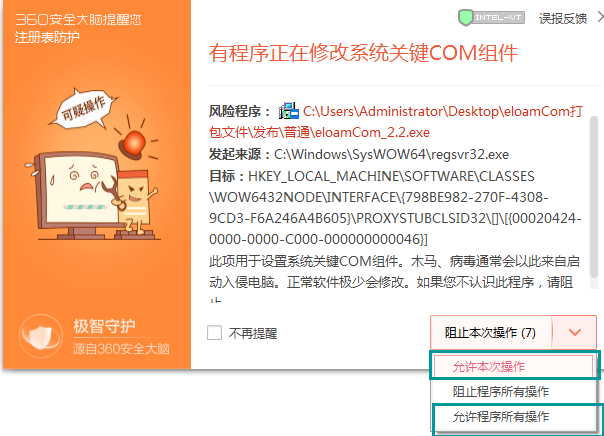 360安全大脑提醒您
注册表防护
INTEL-VT
误报反馈
有程序正在修改系统关键COM组件
可疑操作
风险程序： C:\Users\Administrator\Desktop\eloamCom打
包文件\发布\普通\eloamCom_2.2.exe
发起来源：C:\Windows\SysWOW64\regsvr32.exe
目标：HKEY_LOCAL_MACHINE\SOFTWARE\CLASSES
\WOW6432NODE\INTERFACE\{798BE982-270F-4308-
9CD3-F6A246A4B605}\PROXYSTUBCLSID32\[]\[{00020424-
0000-0000-C000-000000000046}]
此项用于设置系统关键COM组件。木马、病毒通常会以此来自启
动入侵电脑。正常软件极少会修改。如果您不认识此程序，请阻
止
极智守护
源自360安全大脑
不再提醒
阻止本次操作 (7)
允许本次操作
阻止程序所有操作
允许程序所有操作